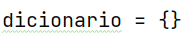 dicionario = {}